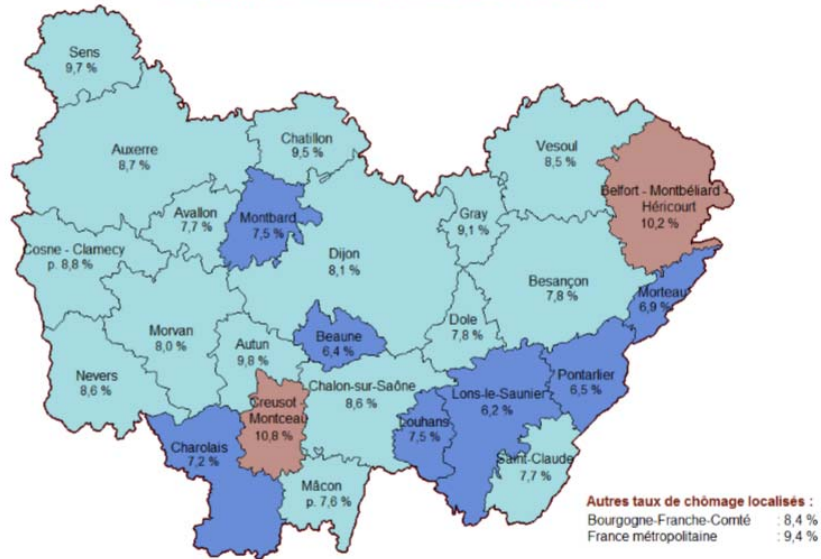 Sens
9,7 %
Auxerre
8,7 %
Chatillon
9,5 %
Vesoul
8,5 %
Belfort - Montbéliard -
Héricourt
10,2 %
Avallon
7,7 %
Montbard
7,5 %
Gray
9,1 %
Cosne - Clamecy
p. 8,8 %
Dijon
8,1 %
Besançon
7,8 %
Morteau
6,9 %
Morvan
8,0 %
Beaune
6,4 %
Dole
7,8 %
Autun
9,8 %
Nevers
8,6 %
Chalon-sur-Saône
8,6 %
Pontarlier
6,5 %
Lons-le-Saunier
6,2 %
Creusot -
Montceau
10,8 %
Louhans
7,5 %
Charolais
7,2 %
Saint-Claude
7,7 %
Mâcon
p. 7,6 %
Autres taux de chômage localisés :
Bourgogne-Franche-Comté : 8,4 %
France métropolitaine : 9,4 %